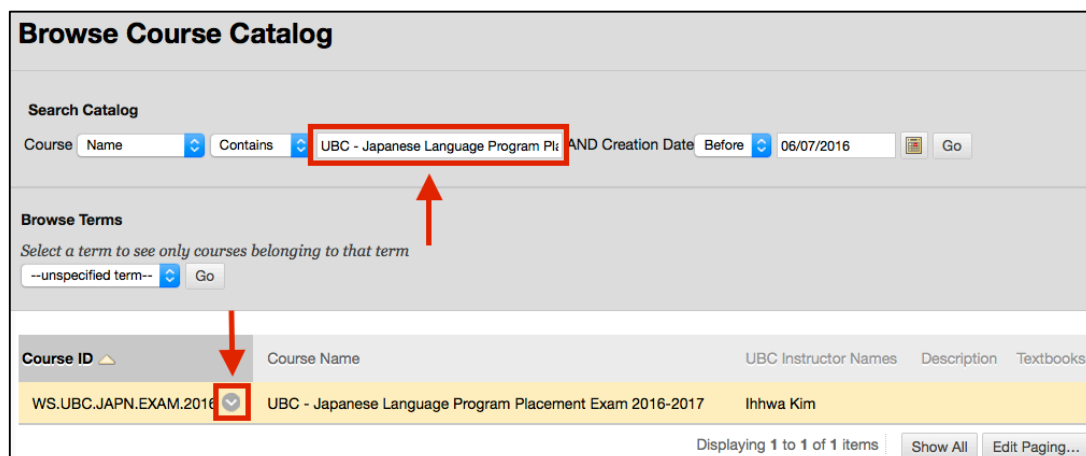 Browse Course Catalog
Search Catalog
Course Name Contains UBC - Japanese Language Program Pla AND Creation Date Before 06/07/2016 Go
Browse Terms
Select a term to see only courses belonging to that term
--unspecified term-- Go
Course ID Course Name UBC Instructor Names Description Textbooks
WS.UBC.JAPN.EXAM.2016 UBC - Japanese Language Program Placement Exam 2016-2017 Ihhwa Kim
Displaying 1 to 1 of 1 items Show All Edit Paging...